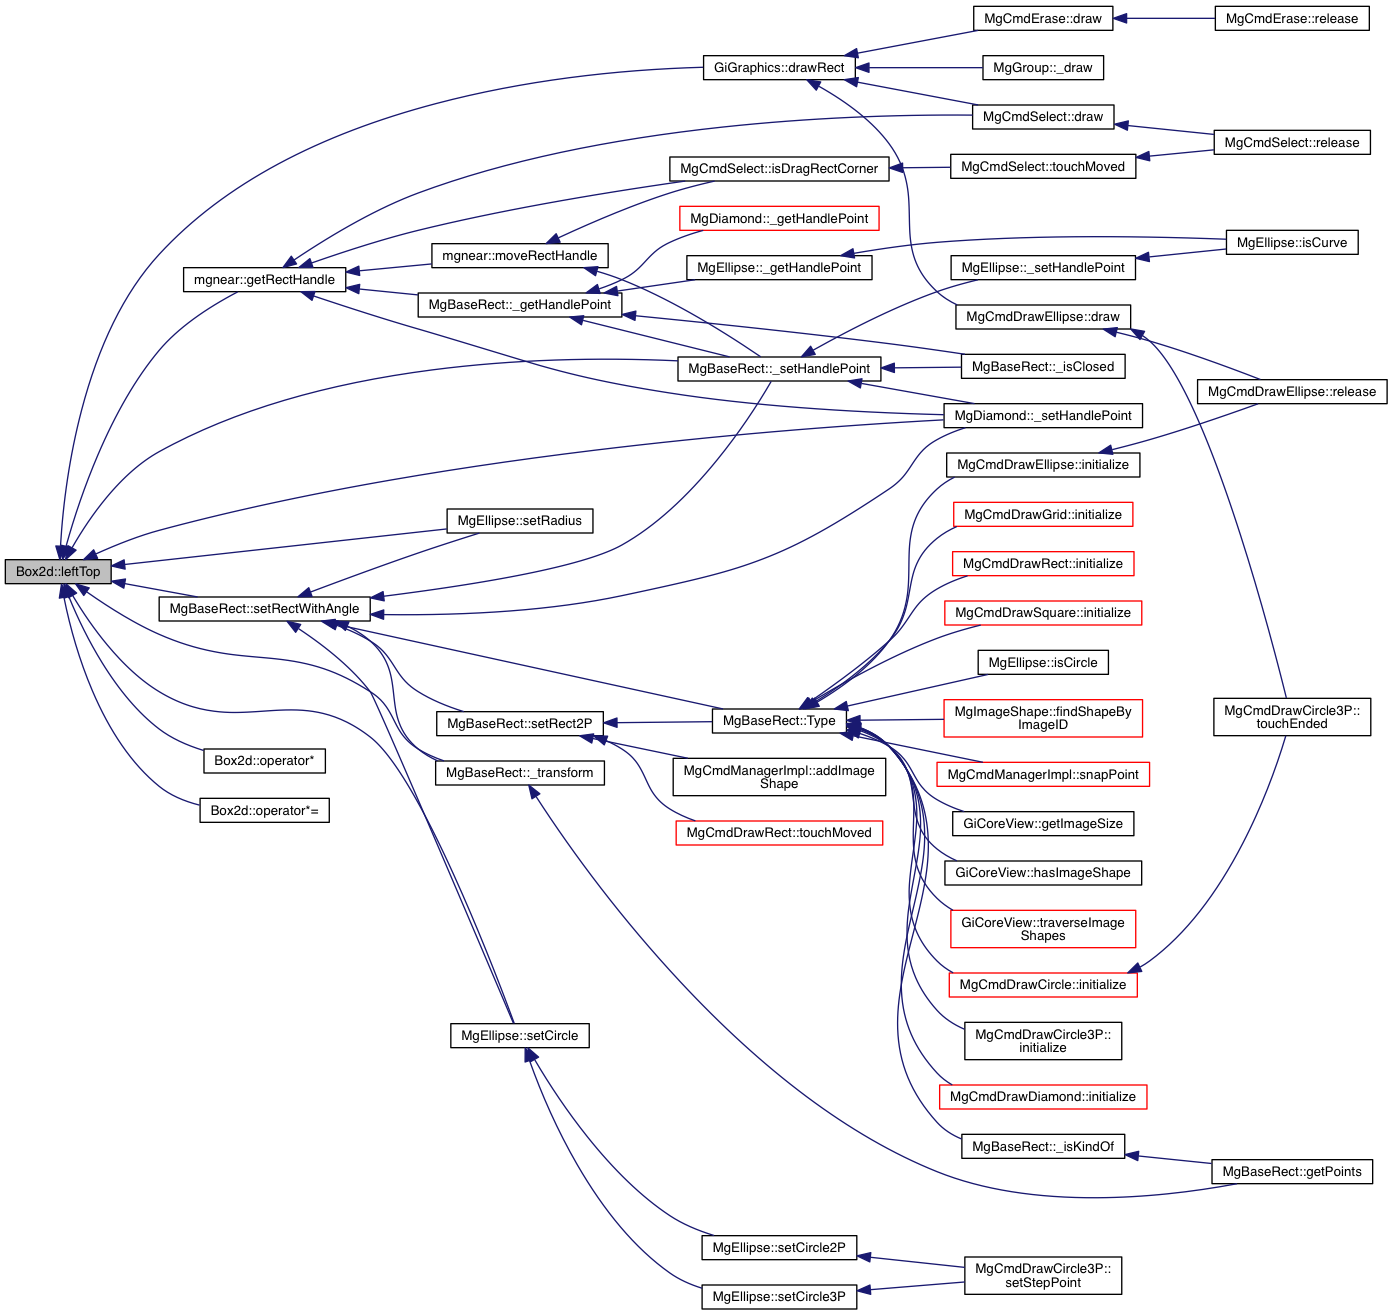 MgCmdErase::draw
MgCmdErase::release
GiGraphics::drawRect
MgGroup::_draw
MgCmdSelect::draw
MgCmdSelect::release
MgCmdSelect::isDragRectCorner
MgCmdSelect::touchMoved
MgDiamond::_getHandlePoint
mgnear::moveRectHandle
MgEllipse::isCurve
MgEllipse::_getHandlePoint
MgEllipse::_setHandlePoint
mgnear::getRectHandle
MgBaseRect::_getHandlePoint
MgCmdDrawEllipse::draw
MgBaseRect::_setHandlePoint
MgBaseRect::_isClosed
MgCmdDrawEllipse::release
MgDiamond::_setHandlePoint
MgCmdDrawEllipse::initialize
MgEllipse::setRadius
MgCmdDrawGrid::initialize
Box2d::leftTop
MgCmdDrawRect::initialize
MgBaseRect::setRectWithAngle
MgCmdDrawSquare::initialize
MgEllipse::isCircle
MgBaseRect::setRect2P
MgBaseRect::Type
MgImageShape::findShapeBy
ImageID
MgCmdDrawCircle3P::
touchEnded
Box2d::operator*
MgBaseRect::_transform
MgCmdManagerImpl::addImage
Shape
MgCmdManagerImpl::snapPoint
Box2d::operator*=
MgCmdDrawRect::touchMoved
GiCoreView::getImageSize
GiCoreView::hasImageShape
GiCoreView::traverseImage
Shapes
MgCmdDrawCircle::initialize
MgEllipse::setCircle
MgCmdDrawCircle3P::
initialize
MgCmdDrawDiamond::initialize
MgBaseRect::_isKindOf
MgBaseRect::getPoints
MgEllipse::setCircle2P
MgCmdDrawCircle3P::
setStepPoint
MgEllipse::setCircle3P